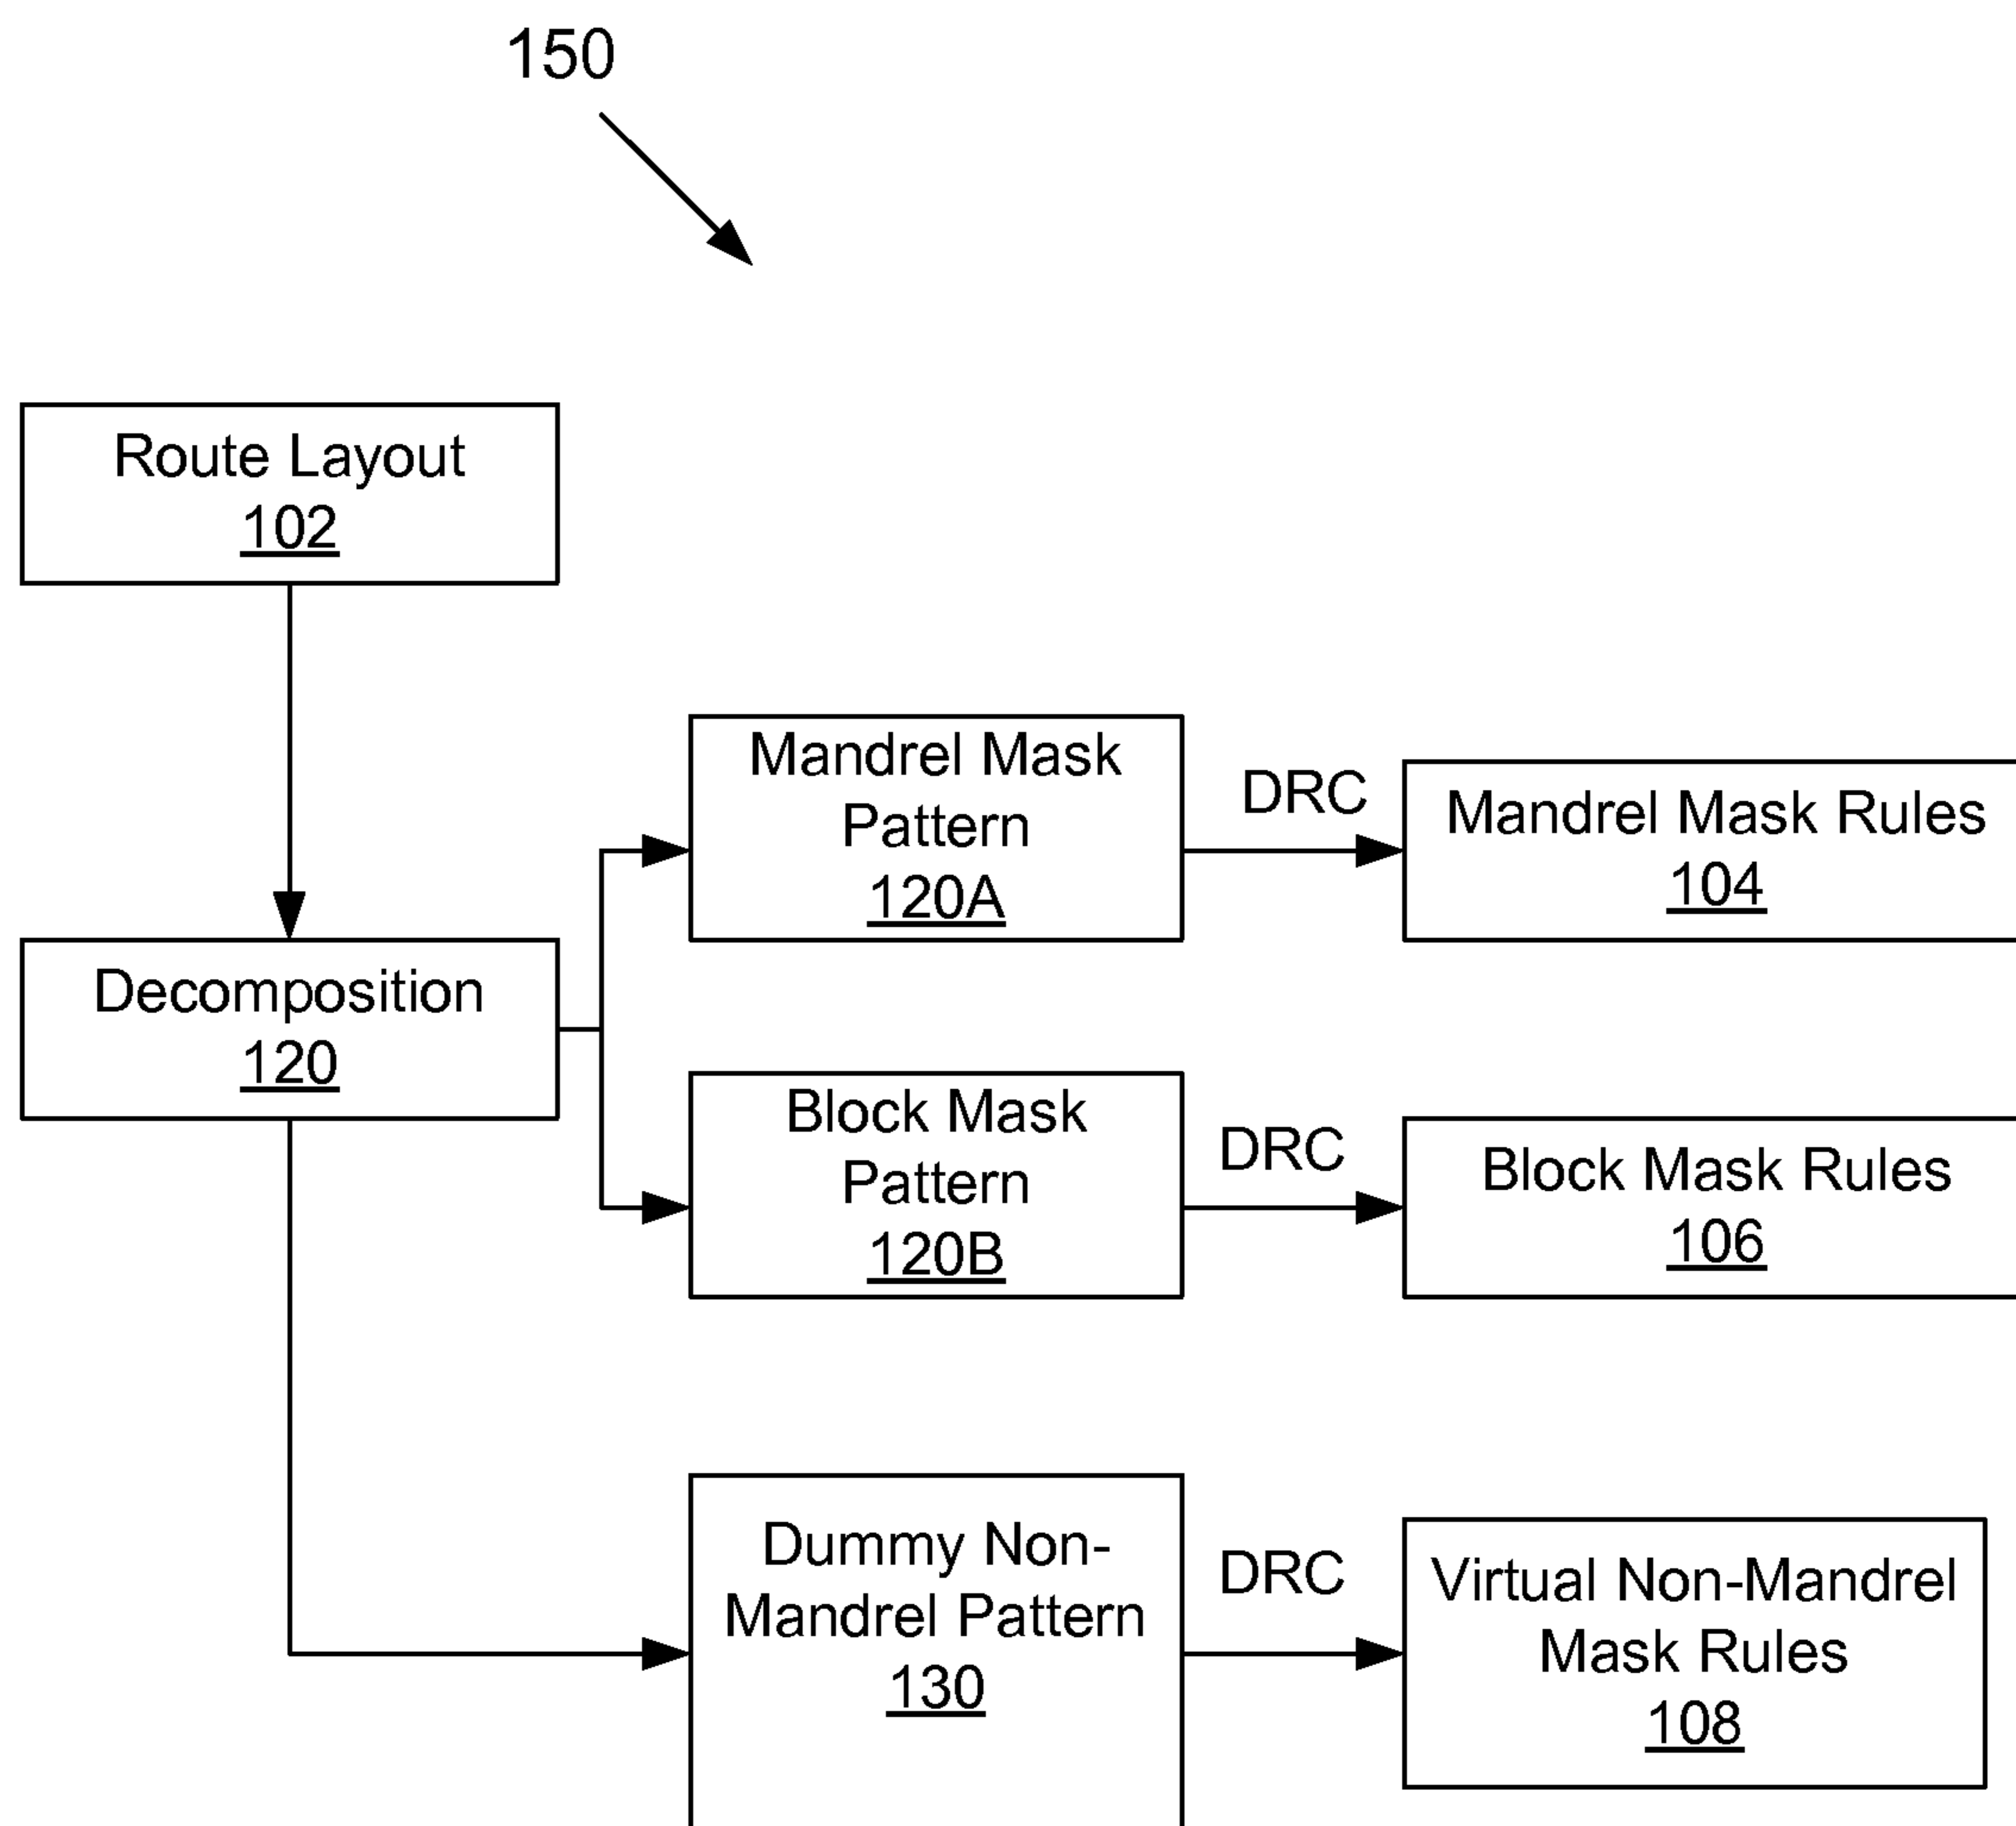 150
Route Layout
102
Mandrel Mask
Pattern
120A
DRC
Mandrel Mask Rules
104
Decomposition
120
Block Mask
Pattern
120B
DRC
Block Mask Rules
106
Dummy Non-
Mandrel Pattern
130
DRC
Virtual Non-Mandrel
Mask Rules
108